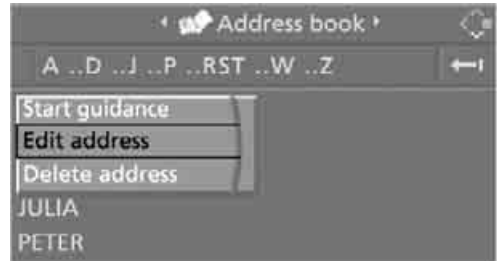 Address book
A ..D ..J ..P ..RST ..W ..Z
Start guidance
Edit address
Delete address
JULIA
PETER